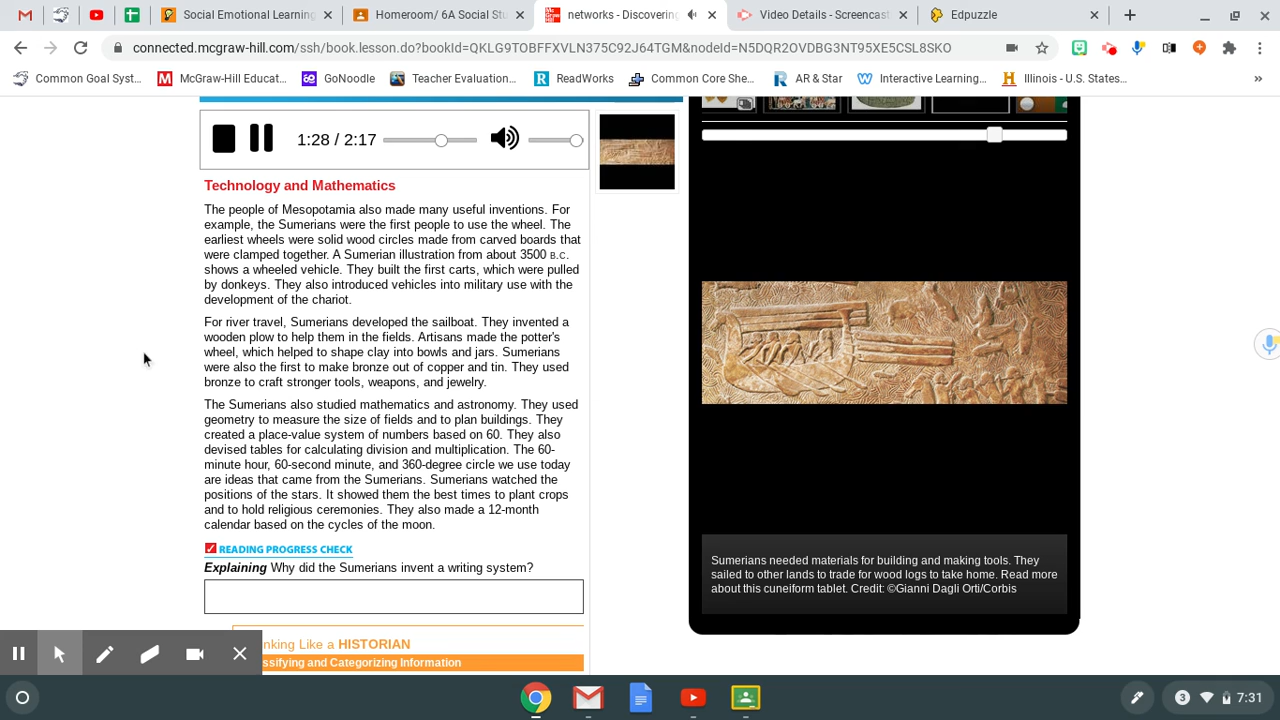 Social Emotional Learning
Homeroom/ 6A Social Stu
networks - Discovering
Video Details - Screencast
Edpuzzle
connected.mcgraw-hill.com/ssh/book.lesson.do?bookId=QKLG9TOBFFXVLN375C92J64TGM&nodeId=N5DQR2OVDBG3NT95XE5CSL8SKO
Common Goal Syst...
McGraw-Hill Educat...
GoNoodle
Teacher Evaluation...
ReadWorks
Common Core She...
AR & Star
Interactive Learning...
Illinois - U.S. States...
»
1:28 / 2:17
Technology and Mathematics
The people of Mesopotamia also made many useful inventions. For
example, the Sumerians were the first people to use the wheel. The
earliest wheels were solid wood circles made from carved boards that
were clamped together. A Sumerian illustration from about 3500 B.C.
shows a wheeled vehicle. They built the first carts, which were pulled
by donkeys. They also introduced vehicles into military use with the
development of the chariot.
For river travel, Sumerians developed the sailboat. They invented a
wooden plow to help them in the fields. Artisans made the potter's
wheel, which helped to shape clay into bowls and jars. Sumerians
were also the first to make bronze out of copper and tin. They used
bronze to craft stronger tools, weapons, and jewelry.
The Sumerians also studied mathematics and astronomy. They used
geometry to measure the size of fields and to plan buildings. They
created a place-value system of numbers based on 60. They also
devised tables for calculating division and multiplication. The 60-
minute hour, 60-second minute, and 360-degree circle we use today
are ideas that came from the Sumerians. Sumerians watched the
positions of the stars. It showed them the best times to plant crops
and to hold religious ceremonies. They also made a 12-month
calendar based on the cycles of the moon.
READING PROGRESS CHECK
Explaining Why did the Sumerians invent a writing system?
nking Like a HISTORIAN
ssifying and Categorizing Information
Sumerians needed materials for building and making tools. They
sailed to other lands to trade for wood logs to take home. Read more
about this cuneiform tablet. Credit: ©Gianni Dagli Orti/Corbis
3
7:31